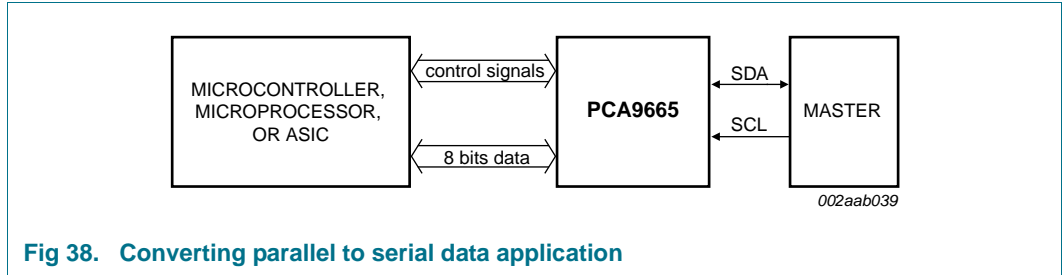 MICROCONTROLLER,
MICROPROCESSOR,
OR ASIC
control signals
8 bits data
PCA9665
SDA
SCL
MASTER
002aab039
Fig 38. Converting parallel to serial data application